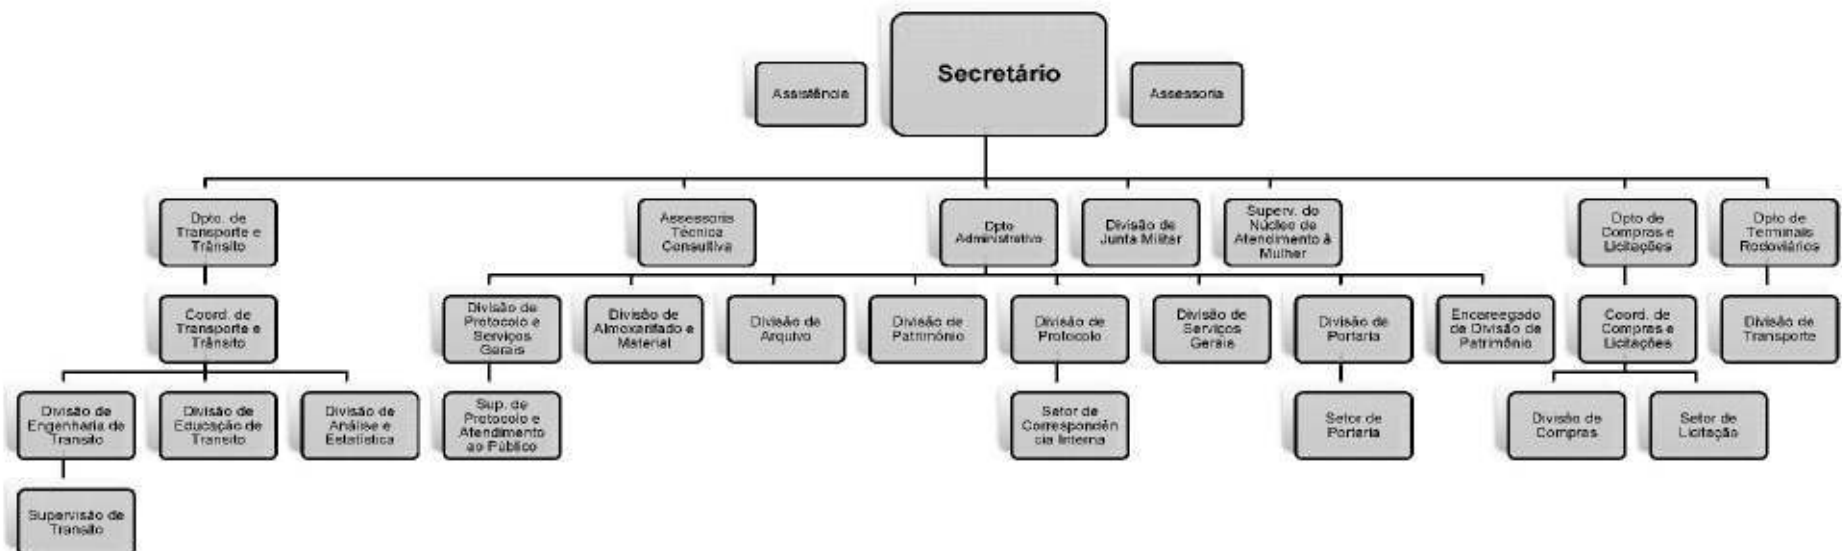 Secretário
Assistência
Assessoria
Dpto. de
Transporte e
Trânsito
Assessoria
Técnica
Consultiva
Dpto
Administrativo
Divisão de
Junta Militar
Superv. do
Núcleo de
Atendimento à
Mulher
Dpto de
Compras e
Licitações
Dpto de
Terminais
Rodoviários
Coord. de
Transporte e
Trânsito
Divisão de
Protocolo e
Serviços
Gerais
Divisão de
Almoxarifado e
Material
Divisão de
Arquivo
Divisão de
Patrimônio
Divisão de
Protocolo
Divisão de
Serviços
Gerais
Divisão de
Portaria
Encareegado
de Divisão de
Patrimônio
Coord. de
Compras e
Licitações
Divisão de
Transporte
Divisão de
Engenharia de
Transito
Divisão de
Educação de
Transito
Divisão de
Análise e
Estatística
Sup. de
Protocolo e
Atendimento
ao Público
Setor de
Correspondên
cia Interna
Setor de
Portaria
Divisão de
Compras
Setor de
Licitação
Supervisão de
Transito